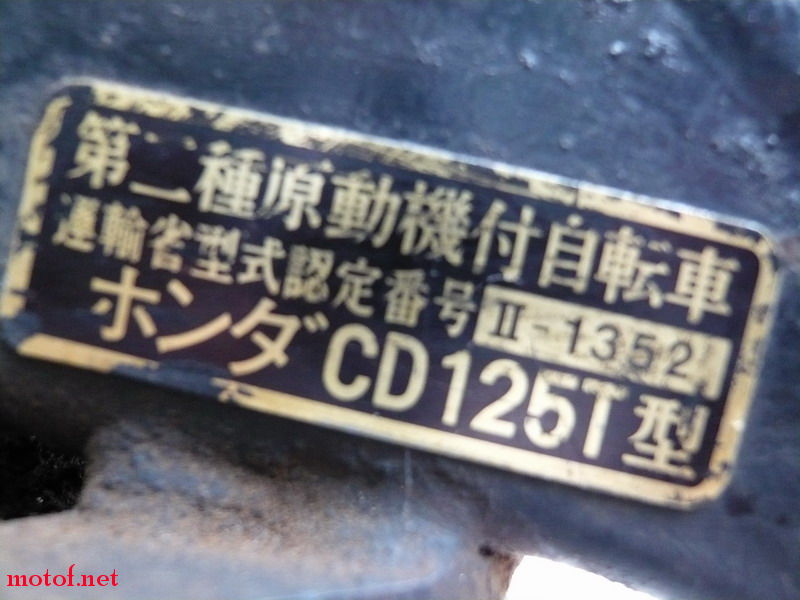 第二種原動機付自転車
運輸省型式認定番号 II-1352
ホンダCD125T型
motof.net